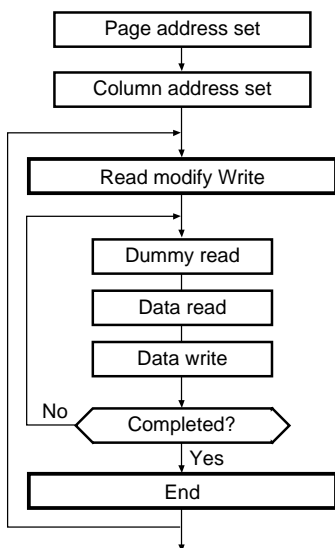 Page address set
Column address set
Read modify Write
Dummy read
Data read
Data write
No
Completed?
Yes
End